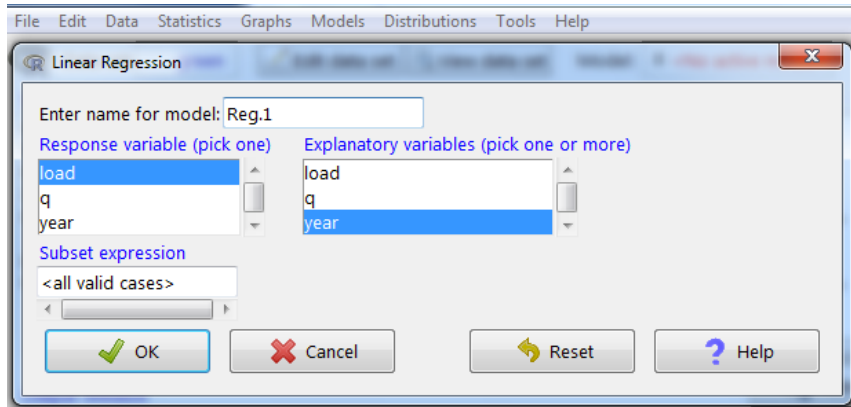 File Edit Data Statistics Graphs Models Distributions Tools Help
Linear Regression
Enter name for model: Reg.1
Response variable (pick one) Explanatory variables (pick one or more)
load load
q q
year year
Subset expression
<all valid cases>
OK Cancel Reset Help